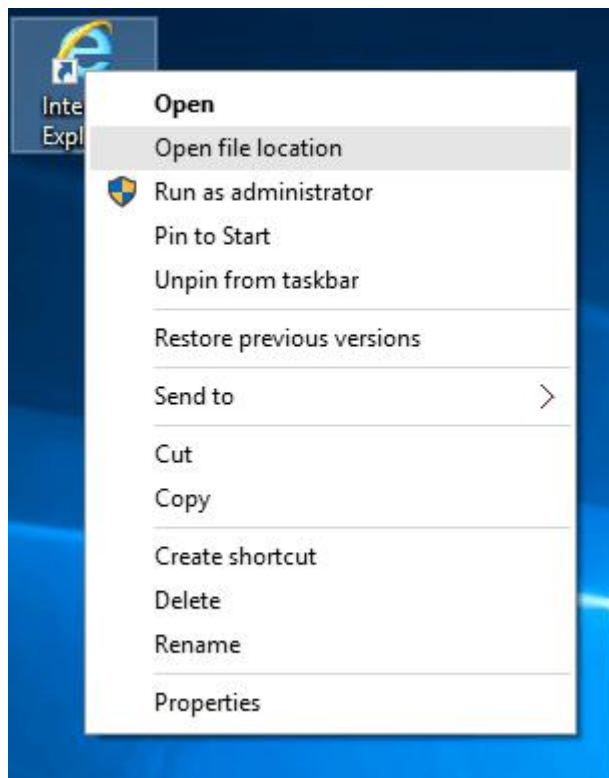 Inte
Expl
Open
Open file location
Run as administrator
Pin to Start
Unpin from taskbar
Restore previous versions
Send to
Cut
Copy
Create shortcut
Delete
Rename
Properties